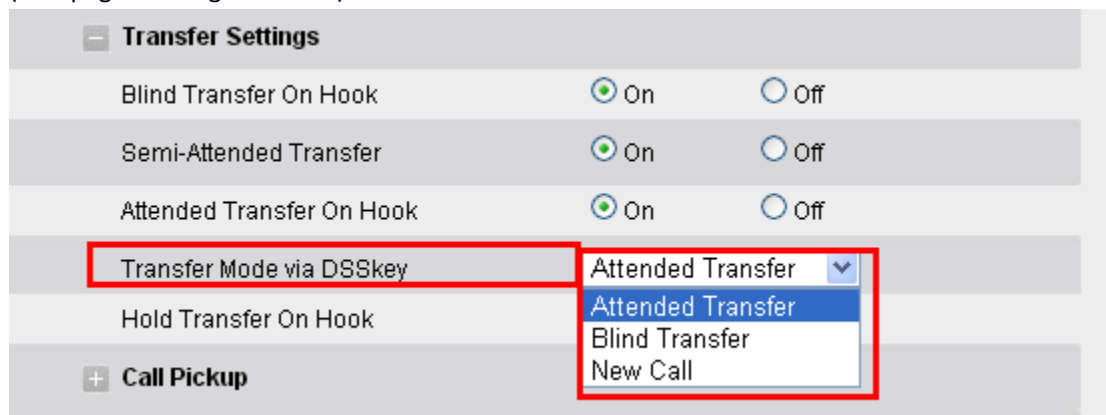 Transfer Settings
Blind Transfer On Hook On Off
Semi-Attended Transfer On Off
Attended Transfer On Hook On Off
Transfer Mode via DSSkey Attended Transfer
Attended Transfer
Hold Transfer On Hook
Blind Transfer
New Call
Call Pickup